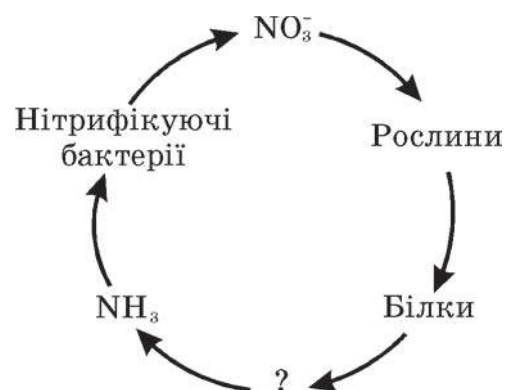 NO₃⁻
Рослини
Білки
?
NH₃
Нітрифікуючі
бактерії